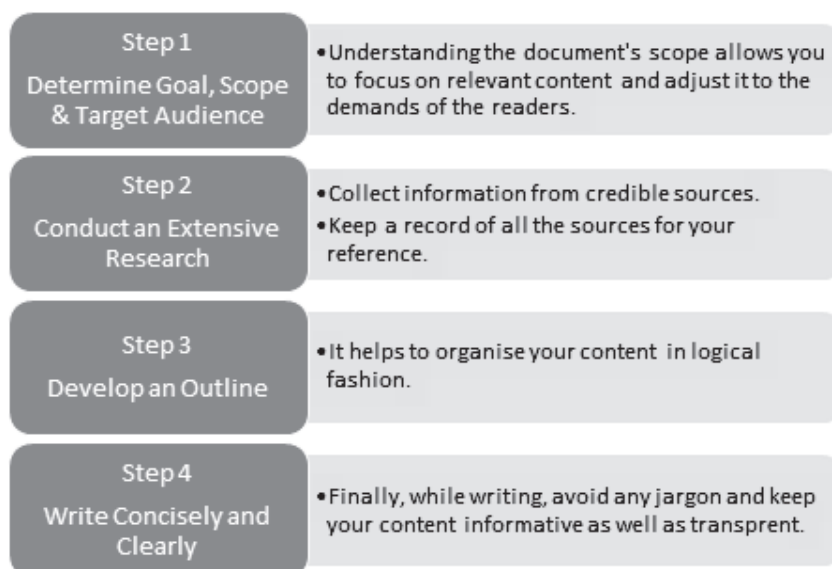 Step 1
Determine Goal, Scope
& Target Audience
•Understanding the document's scope allows you
to focus on relevant content and adjust it to the
demands of the readers.
Step 2
Conduct an Extensive
Research
•Collect information from credible sources.
•Keep a record of all the sources for your
reference.
Step 3
Develop an Outline
•It helps to organise your content in logical
fashion.
Step 4
Write Concisely and
Clearly
•Finally, while writing, avoid any jargon and keep
your content informative as well as transprent.